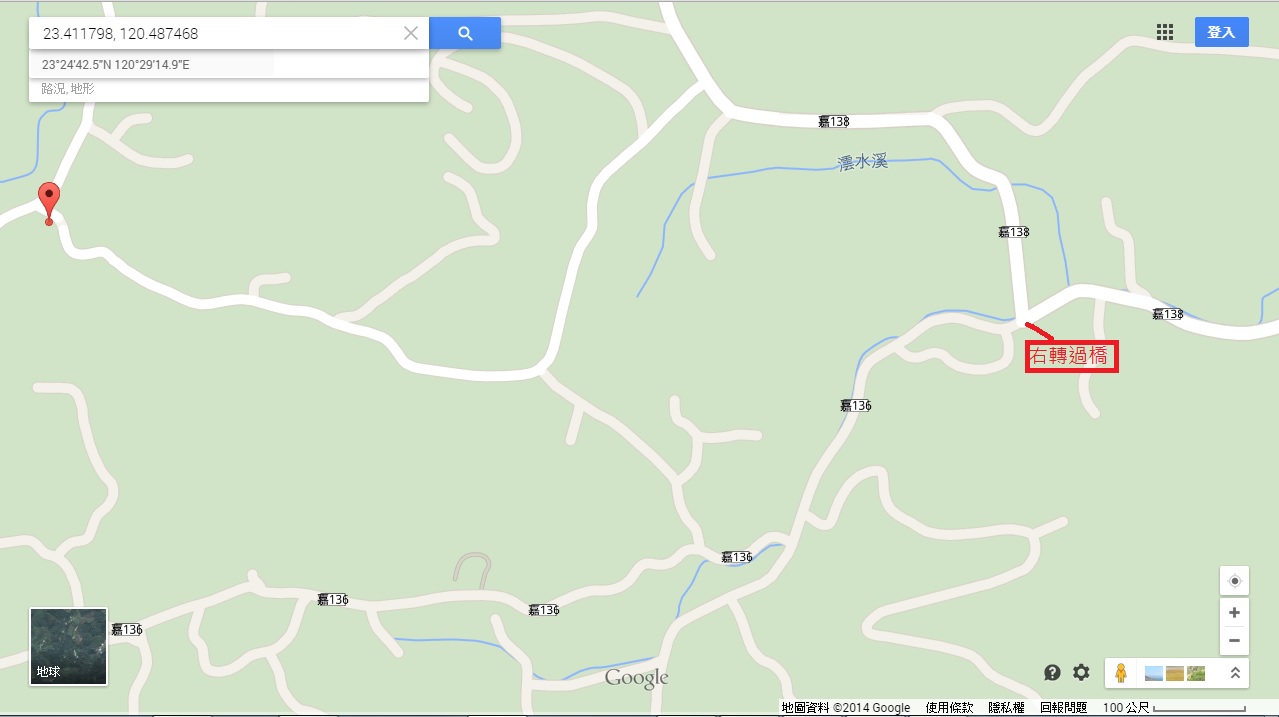 23.411798, 120.487468
登入
23°24'42.5"N 120°29'14.9"E
路況, 地形
嘉138
澐水溪
嘉138
嘉138
右轉過橋
嘉136
嘉136
嘉136
嘉136
嘉136
地球
Google
地圖資料 ©2014 Google 使用條款 隱私權 回報問題 100 公尺